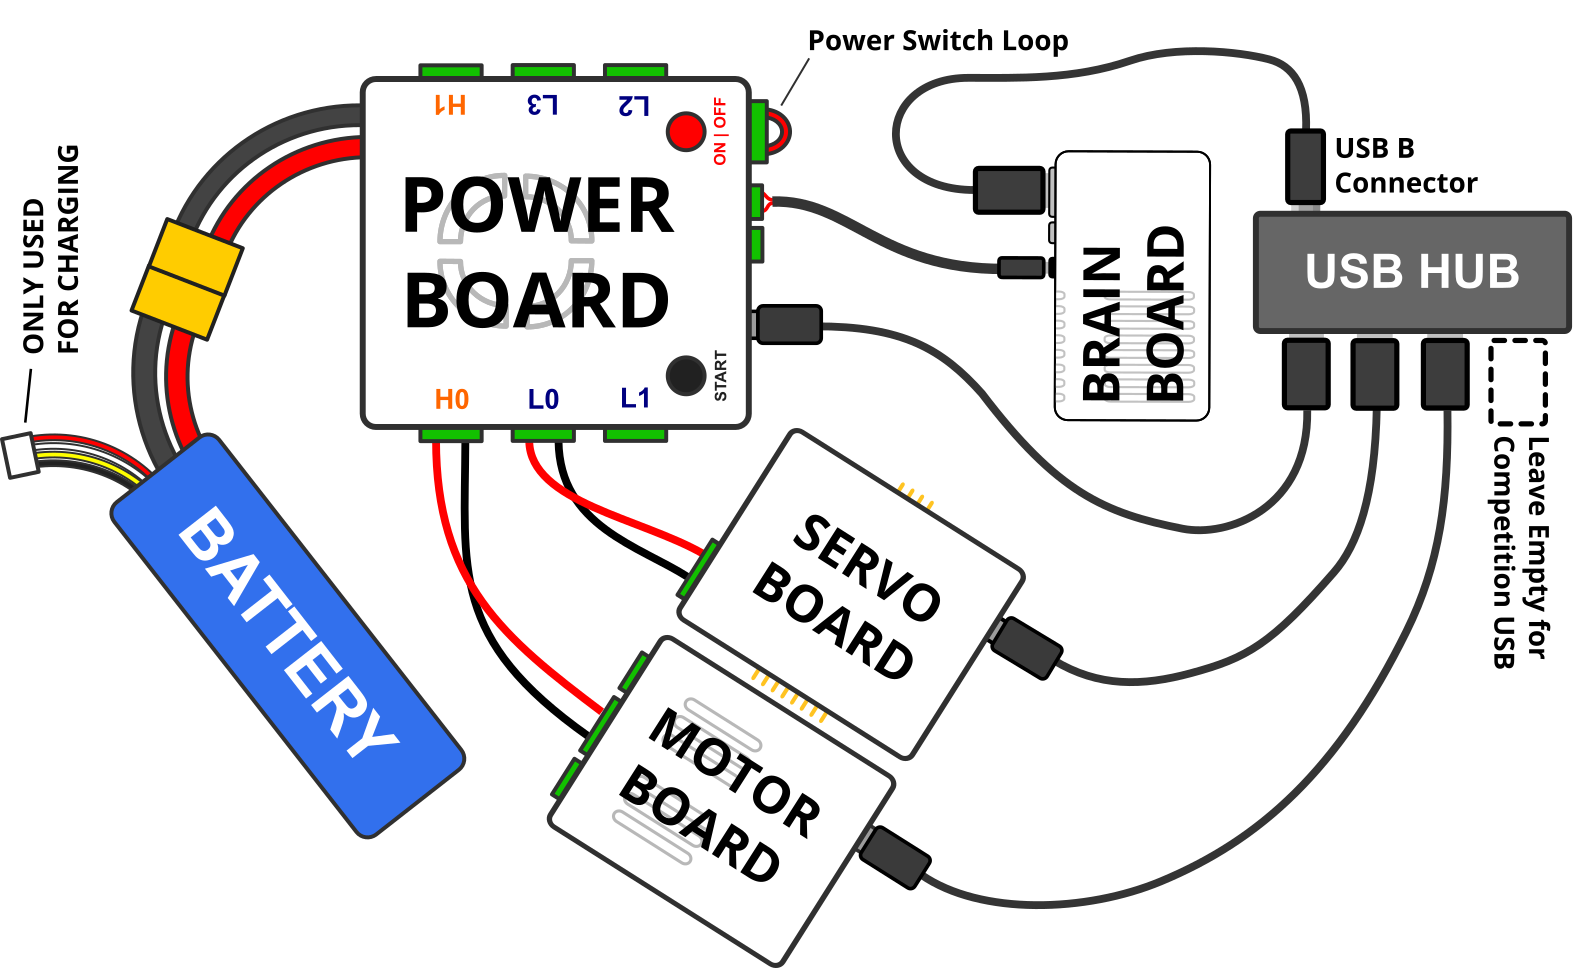 Power Switch Loop
ONLY USED
FOR CHARGING
H1
L3
L2
ON | OFF
POWER
BOARD
START
H0
L0
L1
USB B
Connector
USB HUB
BRAIN
BOARD
Leave Empty for
Competition USB
BATTERY
SERVO
BOARD
MOTOR
BOARD